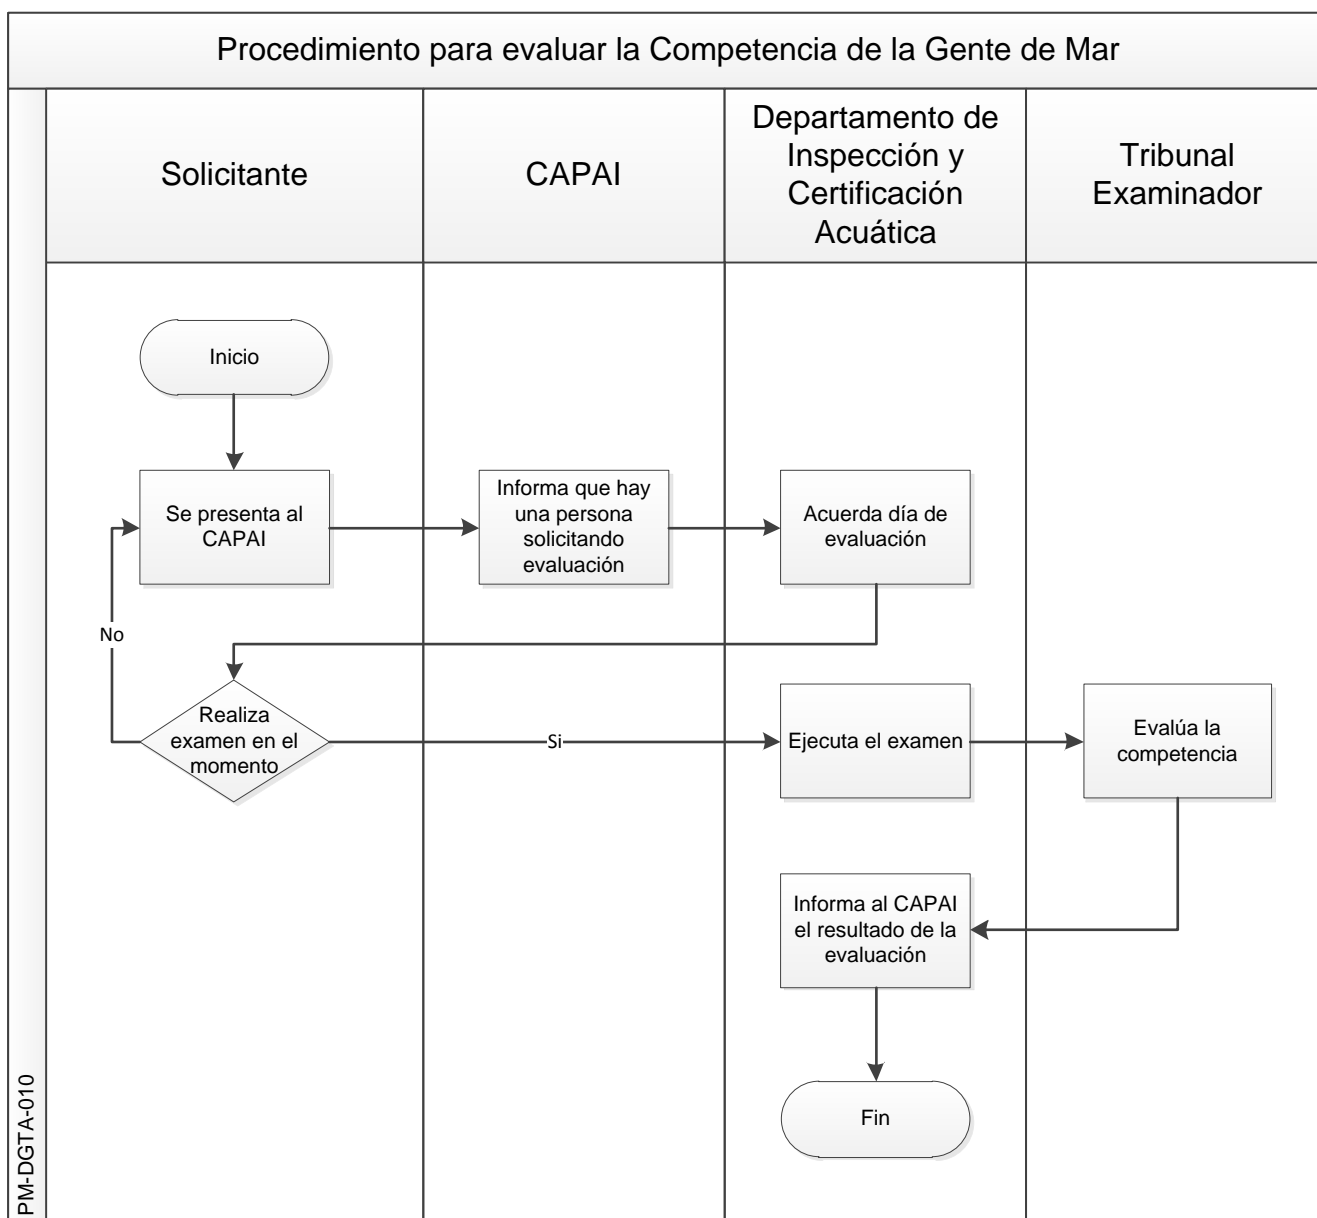 Procedimiento para evaluar la Competencia de la Gente de Mar
Solicitante
CAPAI
Departamento de
Inspección y
Certificación
Acuática
Tribunal
Examinador
Inicio
Se presenta al
CAPAI
Informa que hay
una persona
solicitando
evaluación
Acuerda día de
evaluación
No
Realiza
examen en el
momento
Si
Ejecuta el examen
Evalúa la
competencia
Informa al CAPAI
el resultado de la
evaluación
Fin
PM-DGTA-010